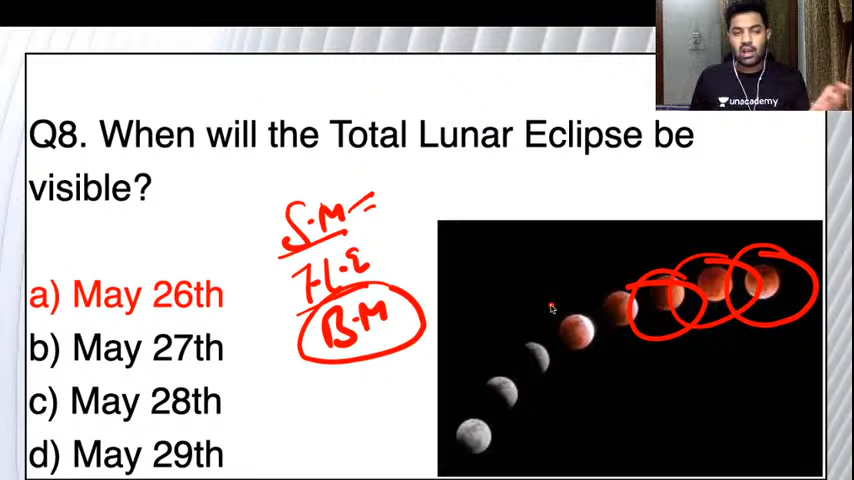 unacademy
Q8. When will the Total Lunar Eclipse be
visible?
S.M =
T.L.E
B.M
a) May 26th
b) May 27th
c) May 28th
d) May 29th